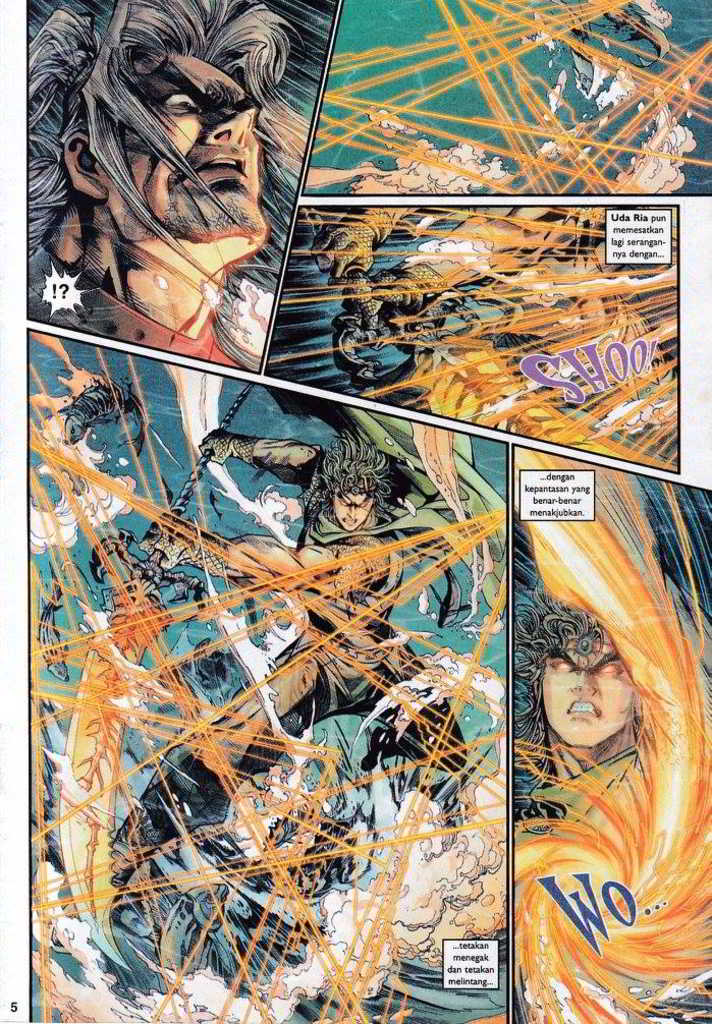 !?
Uda Ria pun
memesatkan
lagi serangan-
nya dengan...
SHOO!
...tetakan
menegak
dan tetakan
melintang...
...dengan
kepantasan yang
benar-benar
menakjubkan.
WO...
5